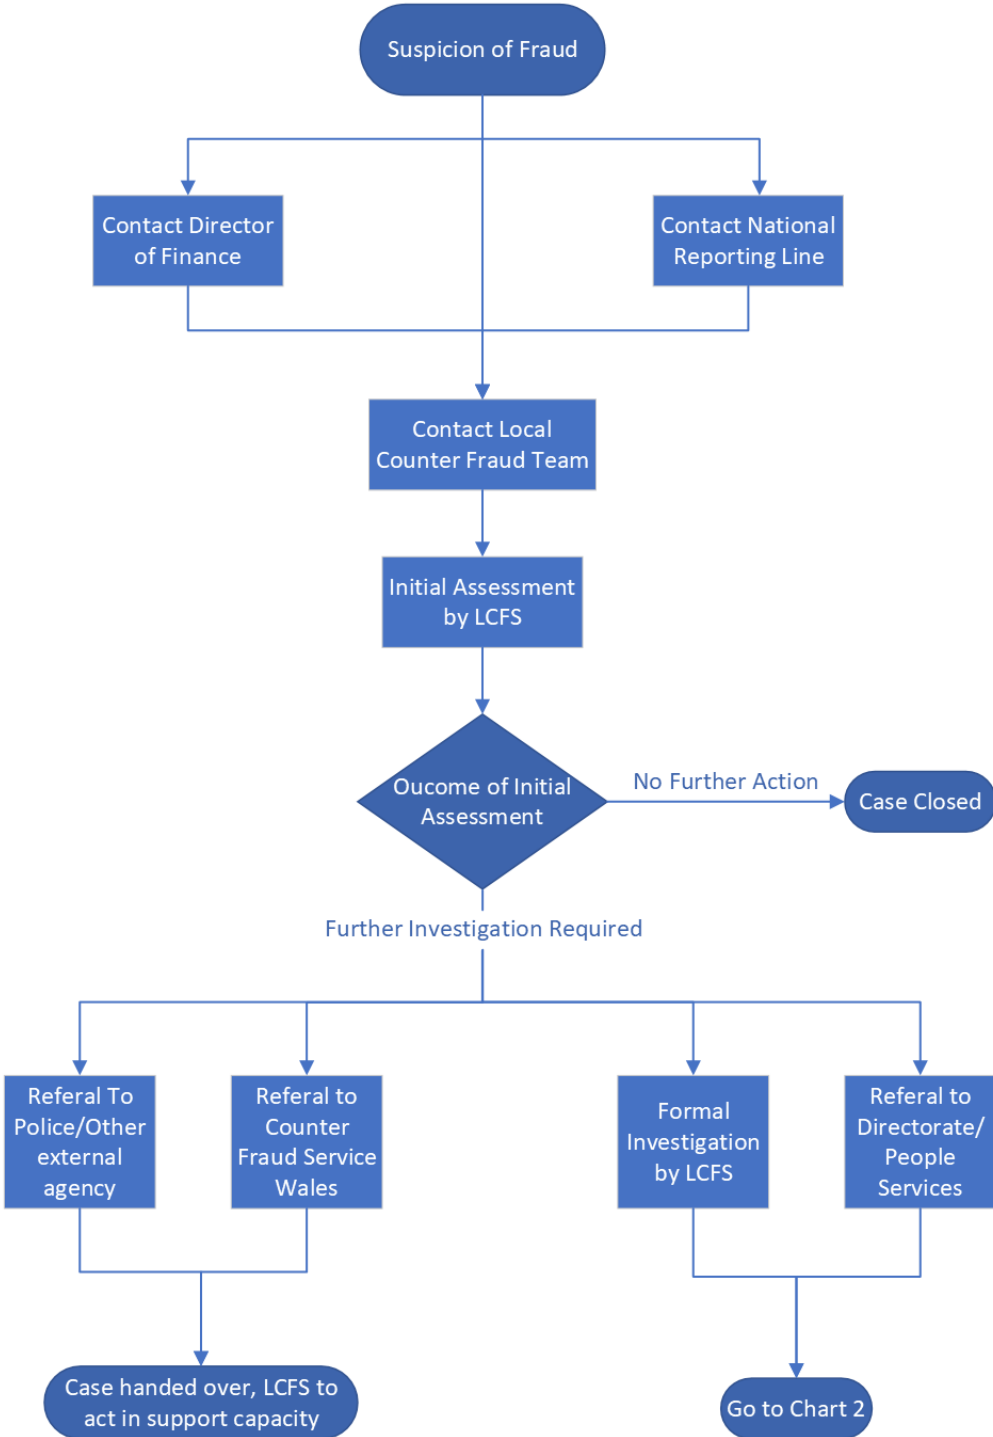 Suspicion of Fraud
Contact Director
of Finance
Contact National
Reporting Line
Contact Local
Counter Fraud Team
Initial Assessment
by LCFS
Oucome of Initial
Assessment
No Further Action
Case Closed
Further Investigation Required
Referal To
Police/Other
external
agency
Referal to
Counter
Fraud Service
Wales
Formal
Investigation
by LCFS
Referal to
Directorate/
People
Services
Case handed over, LCFS to
act in support capacity
Go to Chart 2